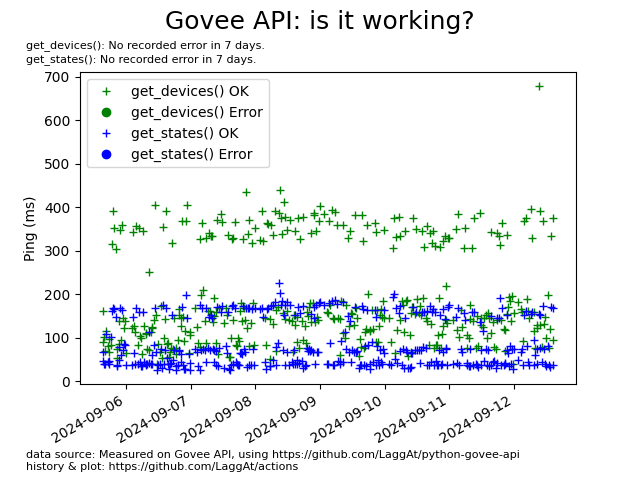 Govee API: is it working?
get_devices(): No recorded error in 7 days.
get_states(): No recorded error in 7 days.
700
600
500
400
300
200
100
0
Ping (ms)
get_devices() OK
get_devices() Error
get_states() OK
get_states() Error
2024-09-06
2024-09-07
2024-09-08
2024-09-09
2024-09-10
2024-09-11
2024-09-12
data source: Measured on Govee API, using https://github.com/LaggAt/python-govee-api
history & plot: https://github.com/LaggAt/actions